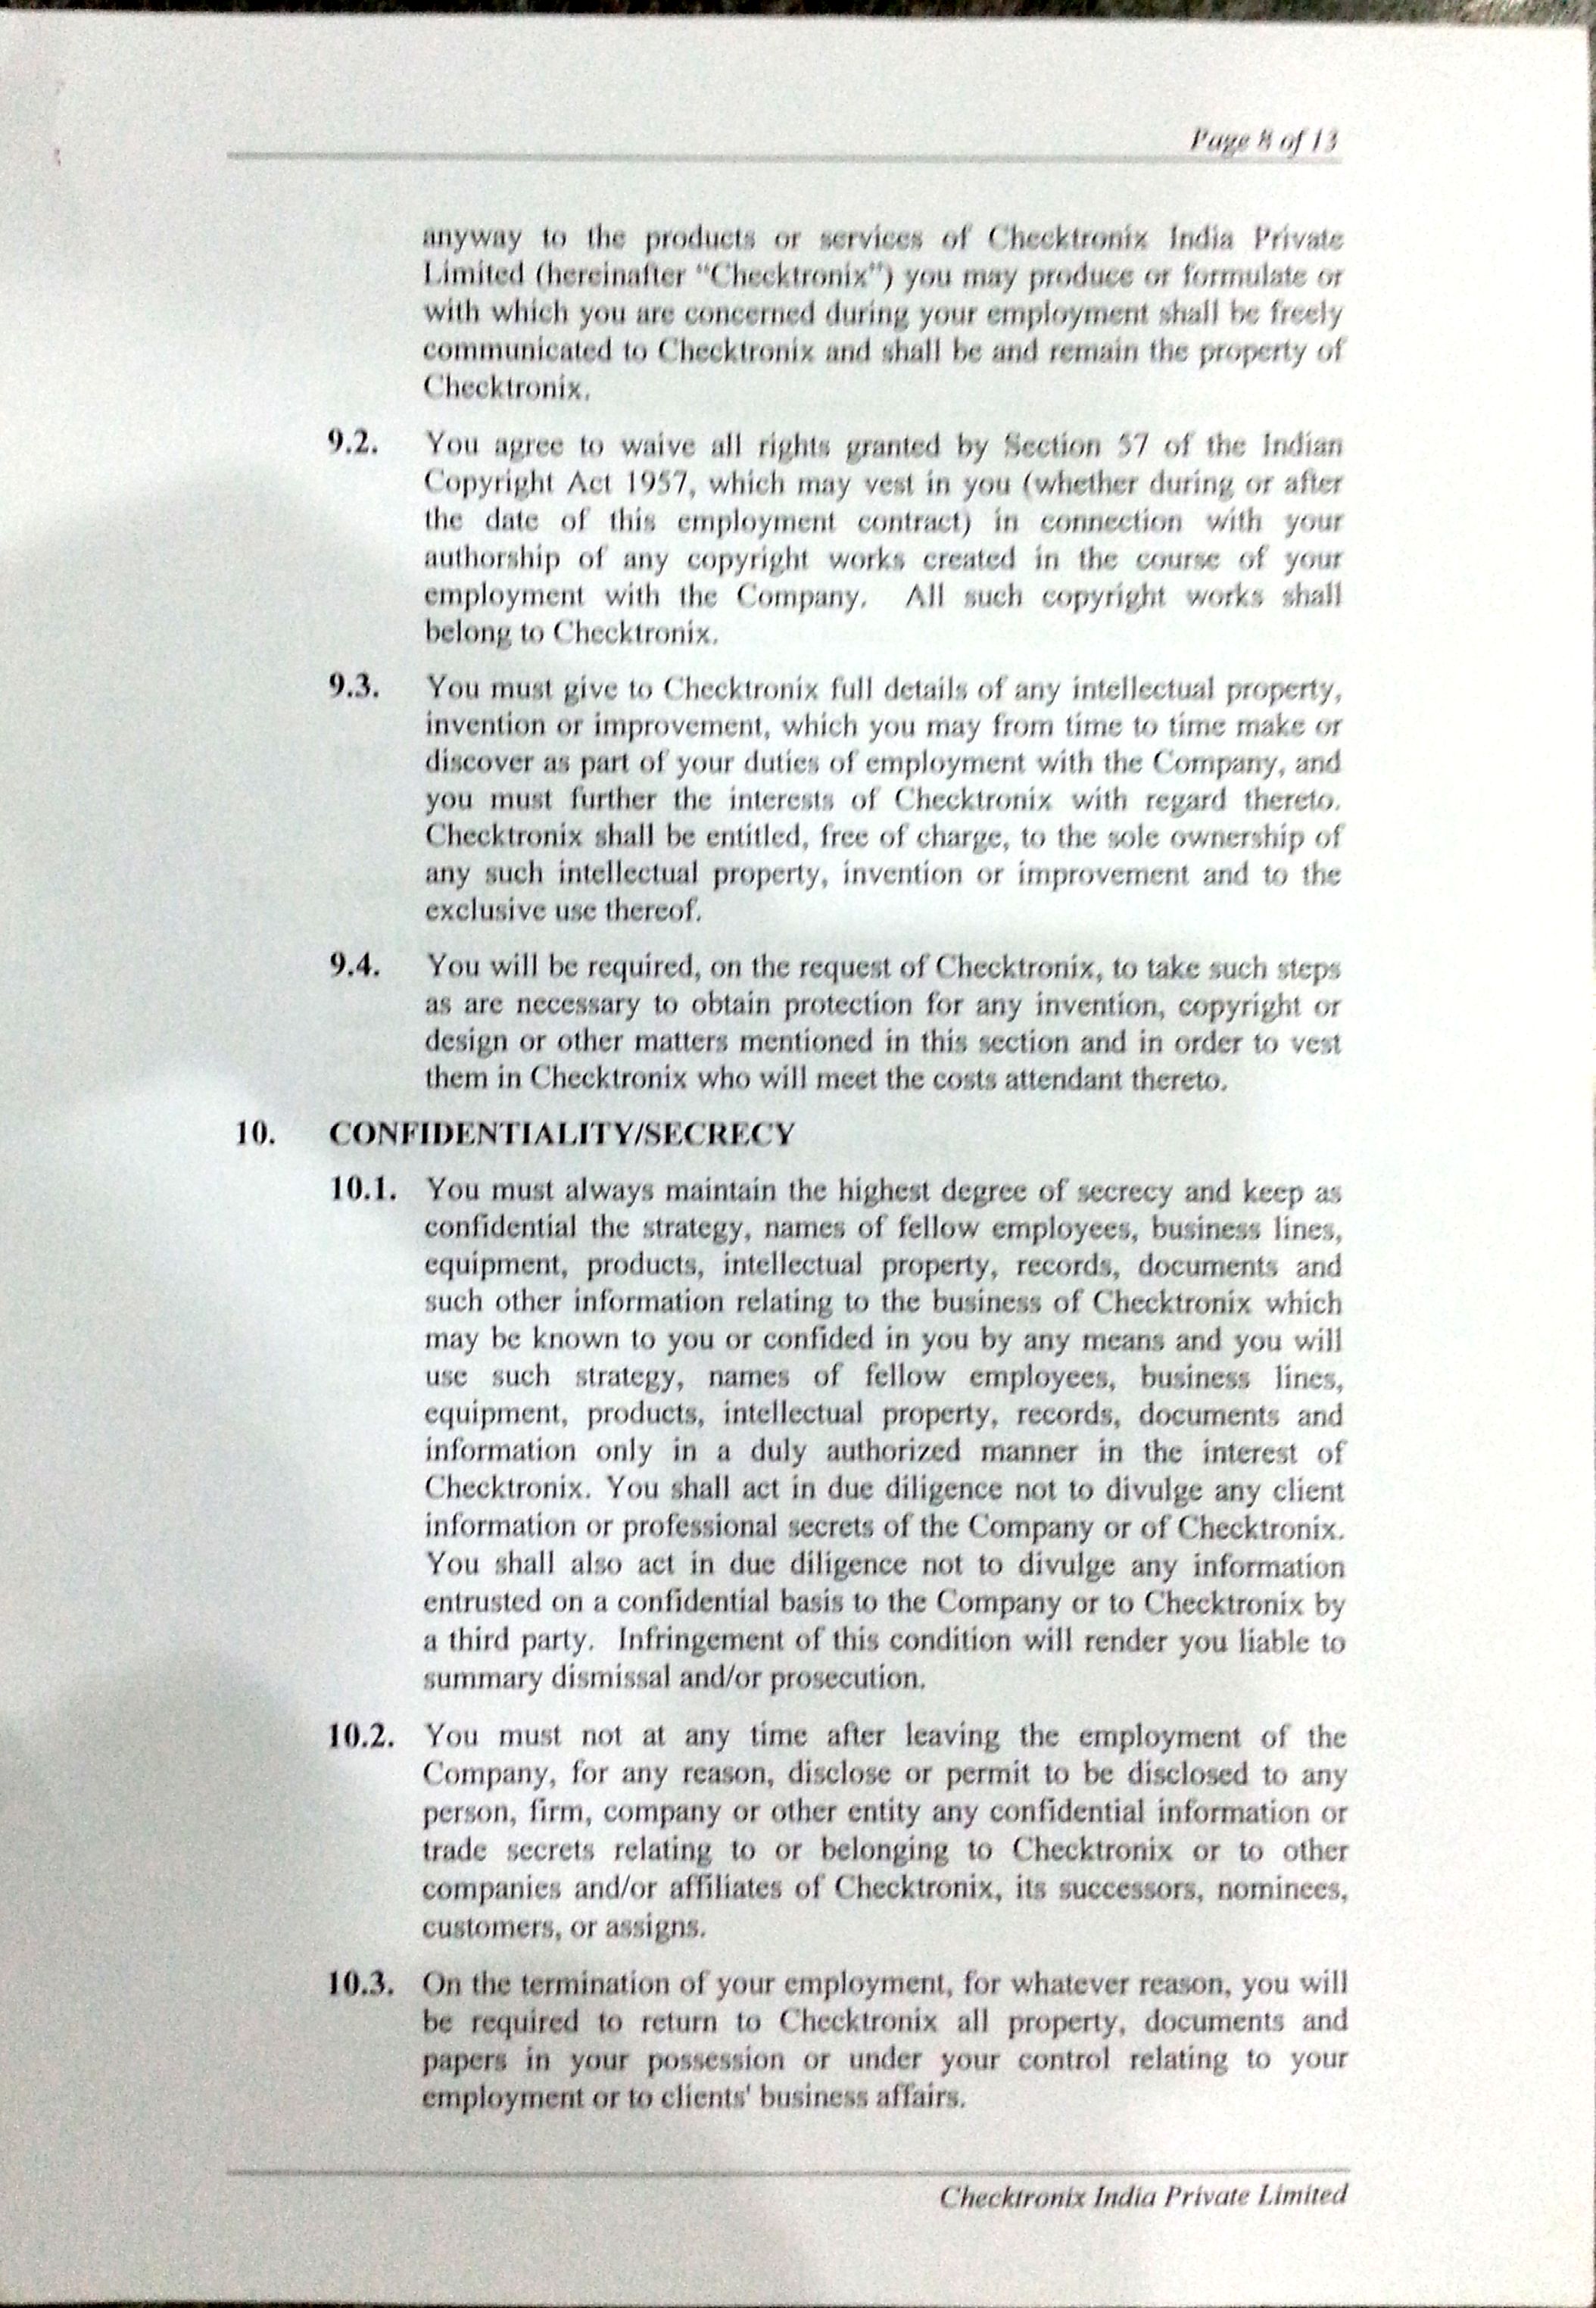 Page 8 of 13
anyway to the products or services of Checktronix India Private
Limited (hereinafter "Checktronix") you may produce or formulate or
with which you are concerned during your employment shall be freely
communicated to Checktronix and shall be and remain the property of
Checktronix.
9.2. You agree to waive all rights granted by Section 57 of the Indian
Copyright Act 1957, which may vest in you (whether during or after
the date of this employment contract) in connection with your
authorship of any copyright works created in the course of your
employment with the Company. All such copyright works shall
belong to Checktronix.
9.3. You must give to Checktronix full details of any intellectual property,
invention or improvement, which you may from time to time make or
discover as part of your duties of employment with the Company, and
you must further the interests of Checktronix with regard thereto.
Checktronix shall be entitled, free of charge, to the sole ownership of
any such intellectual property, invention or improvement and to the
exclusive use thereof.
9.4. You will be required, on the request of Checktronix, to take such steps
as are necessary to obtain protection for any invention, copyright or
design or other matters mentioned in this section and in order to vest
them in Checktronix who will meet the costs attendant thereto.
10. CONFIDENTIALITY/SECRECY
10.1. You must always maintain the highest degree of secrecy and keep as
confidential the strategy, names of fellow employees, business lines,
equipment, products, intellectual property, records, documents and
such other information relating to the business of Checktronix which
may be known to you or confided in you by any means and you will
use such strategy, names of fellow employees, business lines,
equipment, products, intellectual property, records, documents and
information only in a duly authorized manner in the interest of
Checktronix. You shall act in due diligence not to divulge any client
information or professional secrets of the Company or of Checktronix.
You shall also act in due diligence not to divulge any information
entrusted on a confidential basis to the Company or to Checktronix by
a third party. Infringement of this condition will render you liable to
summary dismissal and/or prosecution.
10.2. You must not at any time after leaving the employment of the
Company, for any reason, disclose or permit to be disclosed to any
person, firm, company or other entity any confidential information or
trade secrets relating to or belonging to Checktronix or to other
companies and/or affiliates of Checktronix, its successors, nominees,
customers, or assigns.
10.3. On the termination of your employment, for whatever reason, you will
be required to return to Checktronix all property, documents and
papers in your possession or under your control relating to your
employment or to clients' business affairs.
Checktronix India Private Limited